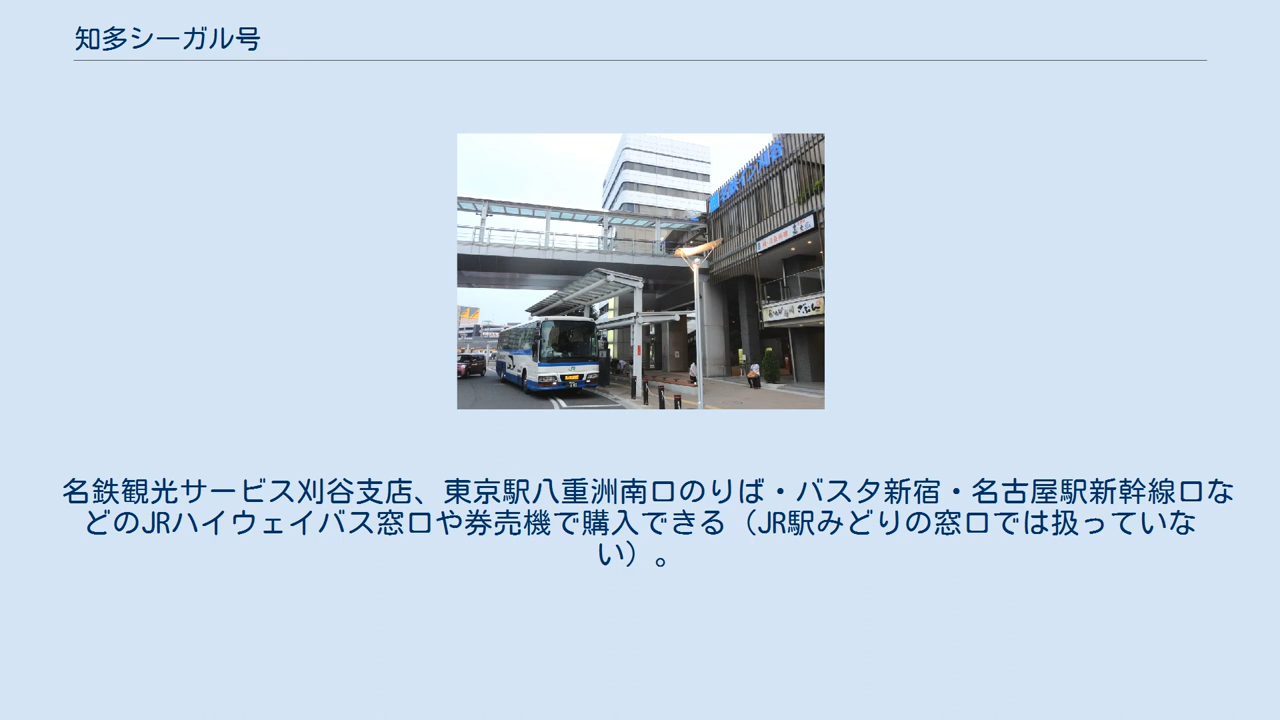 知多シーガル号
名鉄観光サービス刈谷支店、東京駅八重洲南口のりば・バスタ新宿・名古屋駅新幹線口な
どのJRハイウェイバス窓口や券売機で購入できる（JR駅みどりの窓口では扱っていな
い）。